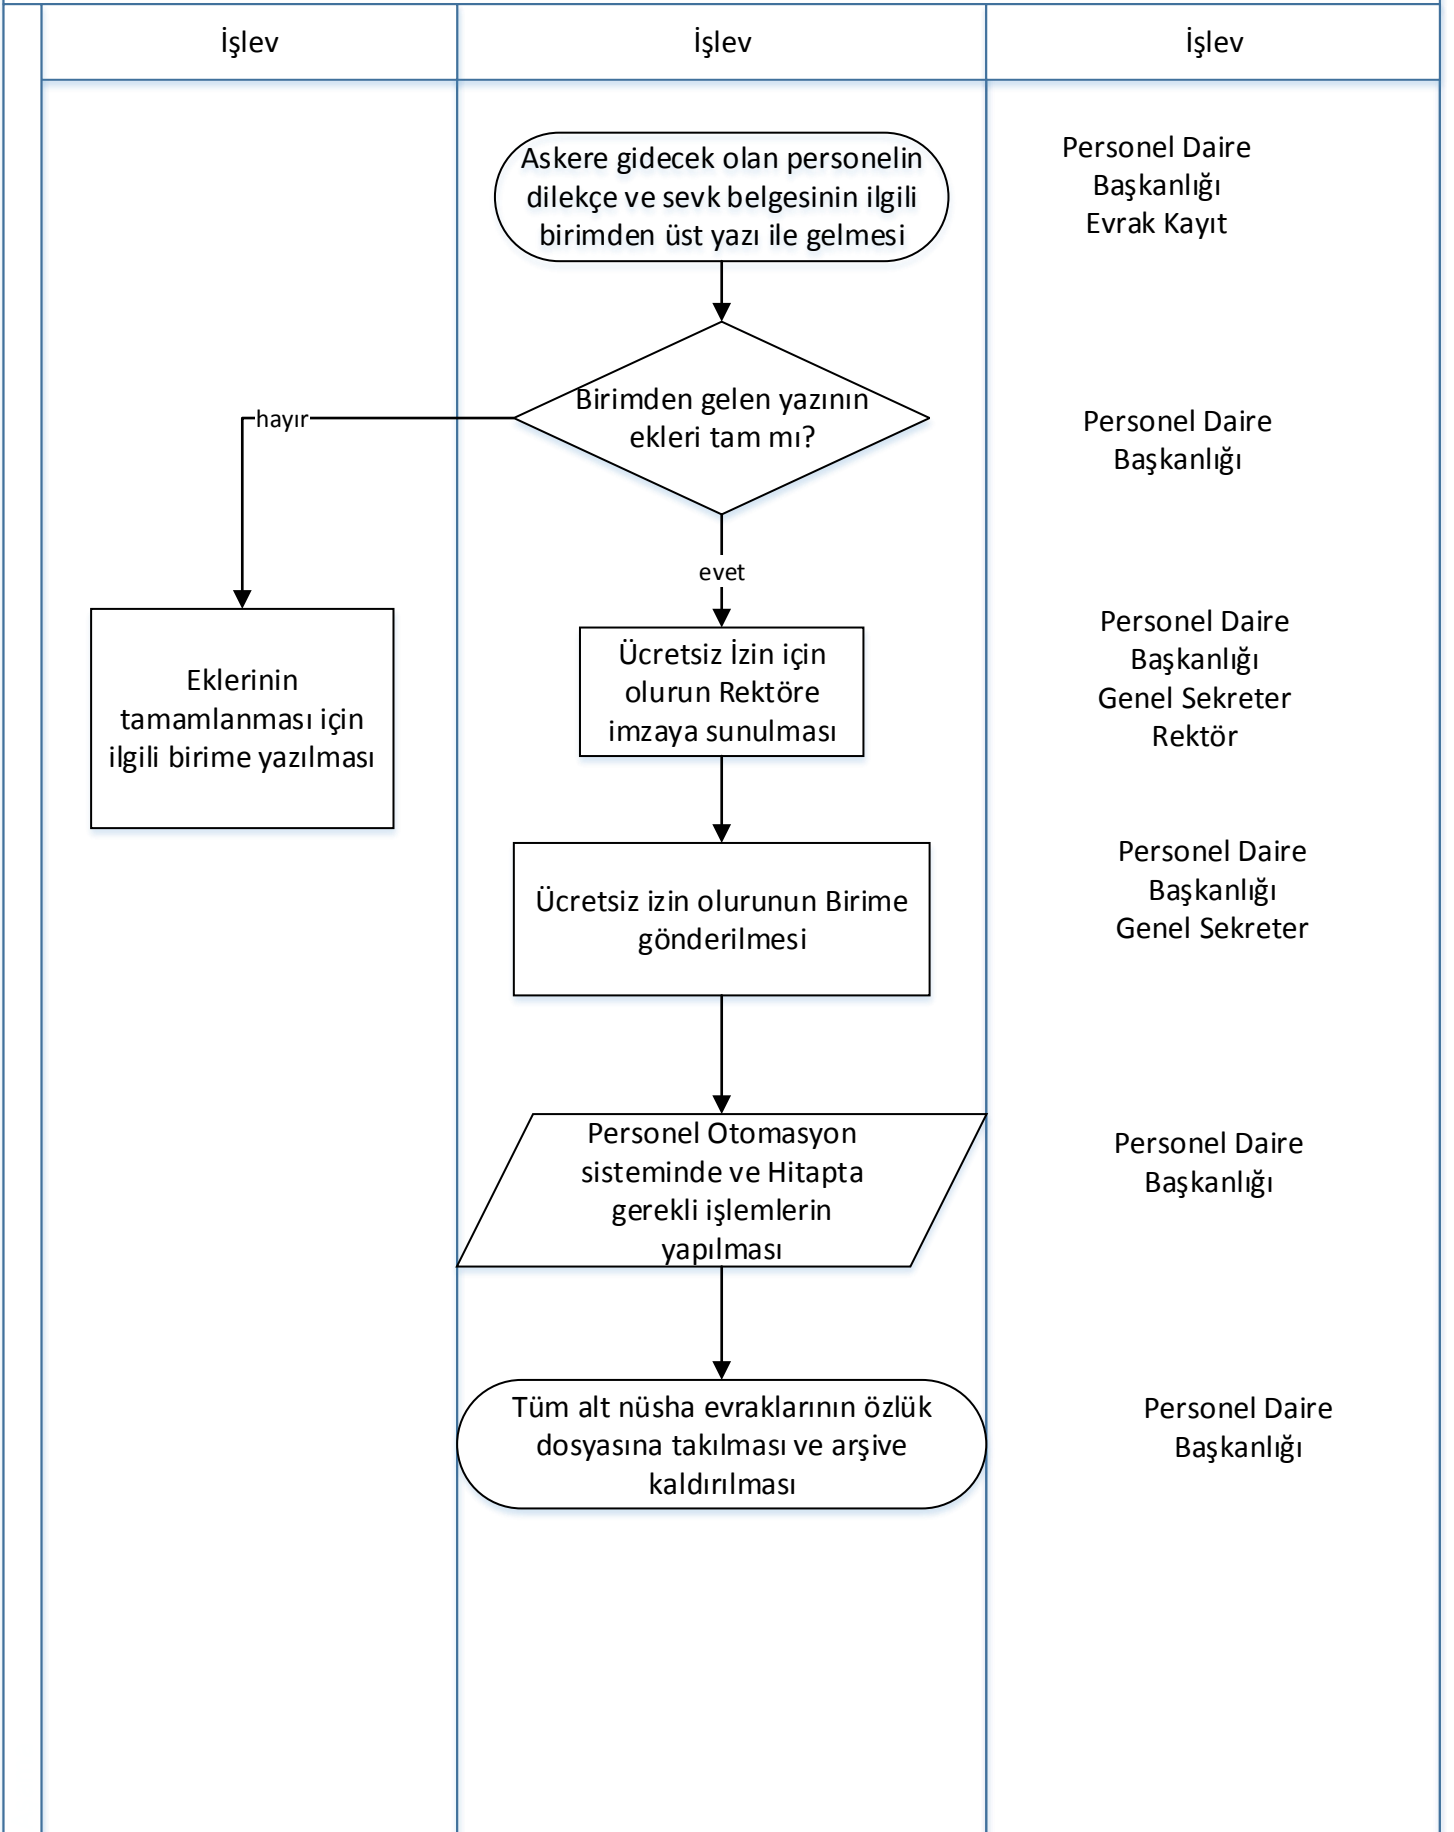 İşlev
İşlev
İşlev
Askere gidecek olan personelin
dilekçe ve sevk belgesinin ilgili
birimden üst yazı ile gelmesi
Personel Daire
Başkanlığı
Evrak Kayıt
Birimden gelen yazının
ekleri tam mı?
hayır
Personel Daire
Başkanlığı
evet
Eklerinin
tamamlanması için
ilgili birime yazılması
Ücretsiz İzin için
olurun Rektöre
imzaya sunulması
Personel Daire
Başkanlığı
Genel Sekreter
Rektör
Ücretsiz izin olurunun Birime
gönderilmesi
Personel Daire
Başkanlığı
Genel Sekreter
Personel Otomasyon
sisteminde ve Hitapta
gerekli işlemlerin
yapılması
Personel Daire
Başkanlığı
Tüm alt nüsha evraklarının özlük
dosyasına takılması ve arşive
kaldırılması
Personel Daire
Başkanlığı